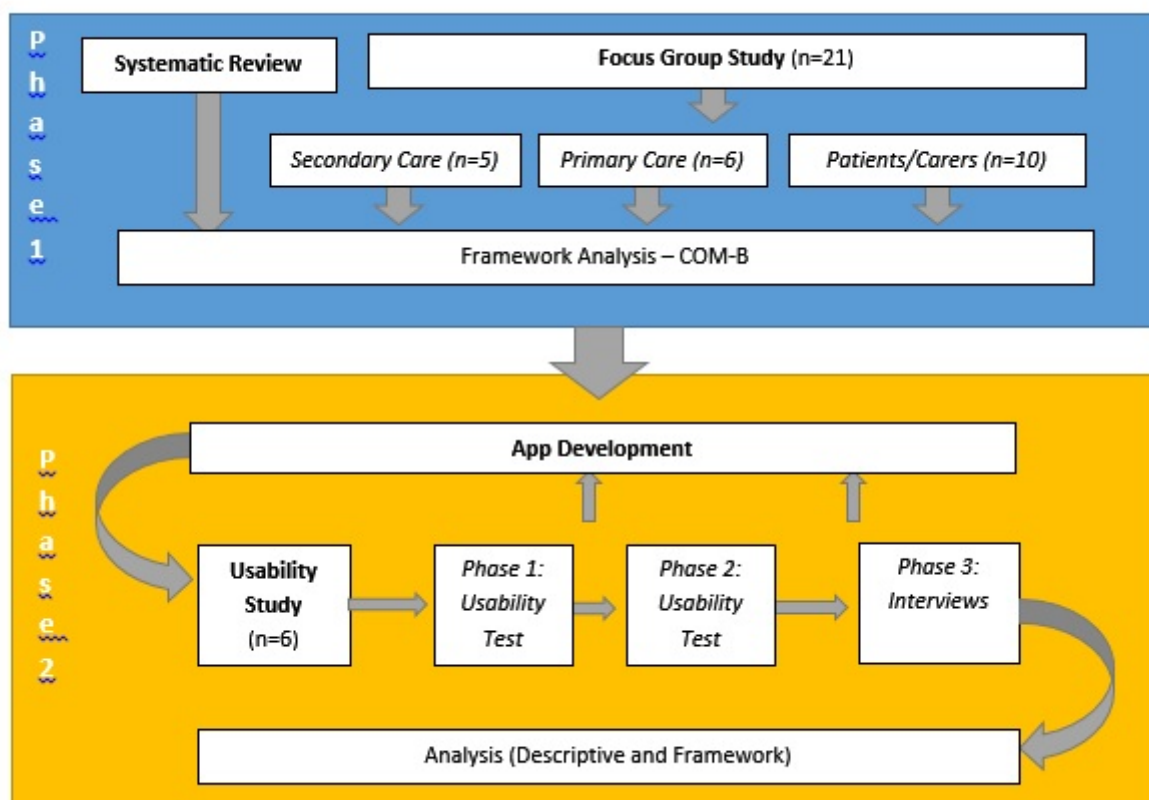 Phase 1
Systematic Review
Focus Group Study (n=21)
Secondary Care (n=5)
Primary Care (n=6)
Patients/Carers (n=10)
Framework Analysis – COM-B
Phase 2
App Development
Usability
Study
(n=6)
Phase 1:
Usability
Test
Phase 2:
Usability
Test
Phase 3:
Interviews
Analysis (Descriptive and Framework)